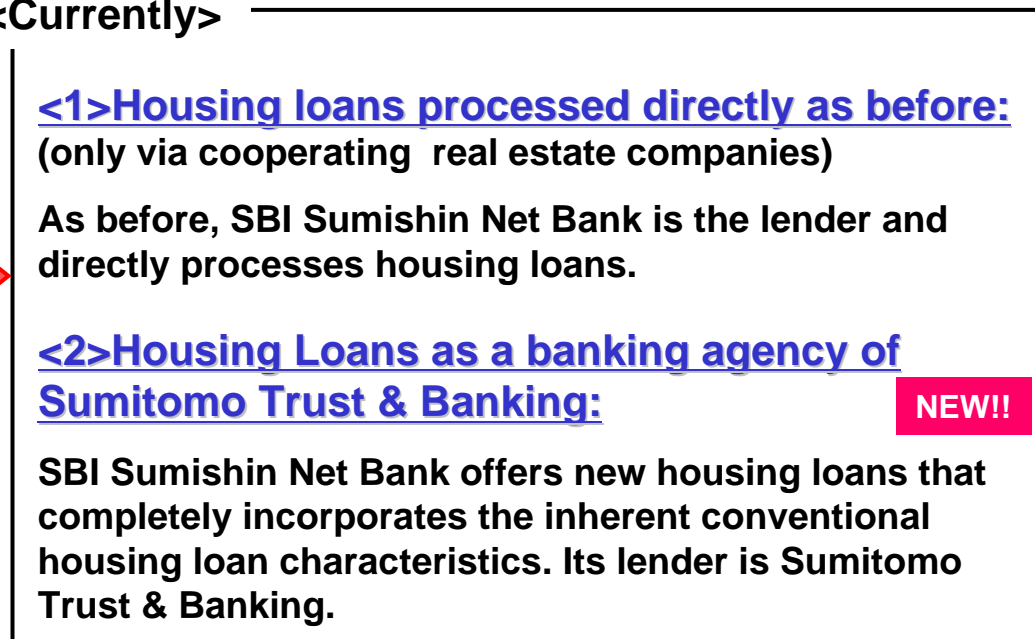 <Currently>
<1>Housing loans processed directly as before:
(only via cooperating real estate companies)
As before, SBI Sumishin Net Bank is the lender and
directly processes housing loans.
<2>Housing Loans as a banking agency of
Sumitomo Trust & Banking:
NEW!!
SBI Sumishin Net Bank offers new housing loans that
completely incorporates the inherent conventional
housing loan characteristics. Its lender is Sumitomo
Trust & Banking.